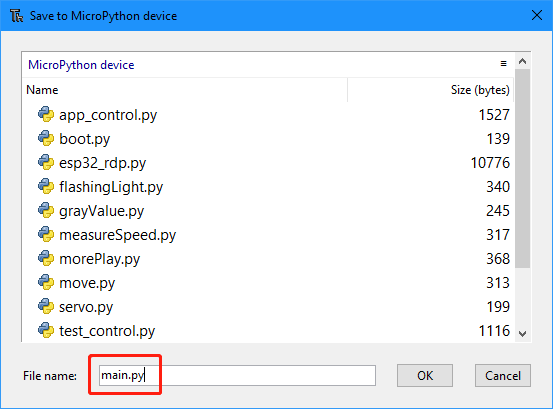 Save to MicroPython device
MicroPython device
Name Size (bytes)
app_control.py 1527
boot.py 139
esp32_rdp.py 10776
flashingLight.py 340
grayValue.py 245
measureSpeed.py 317
morePlay.py 368
move.py 313
servo.py 199
test_control.py 1116
File name: main.py OK Cancel